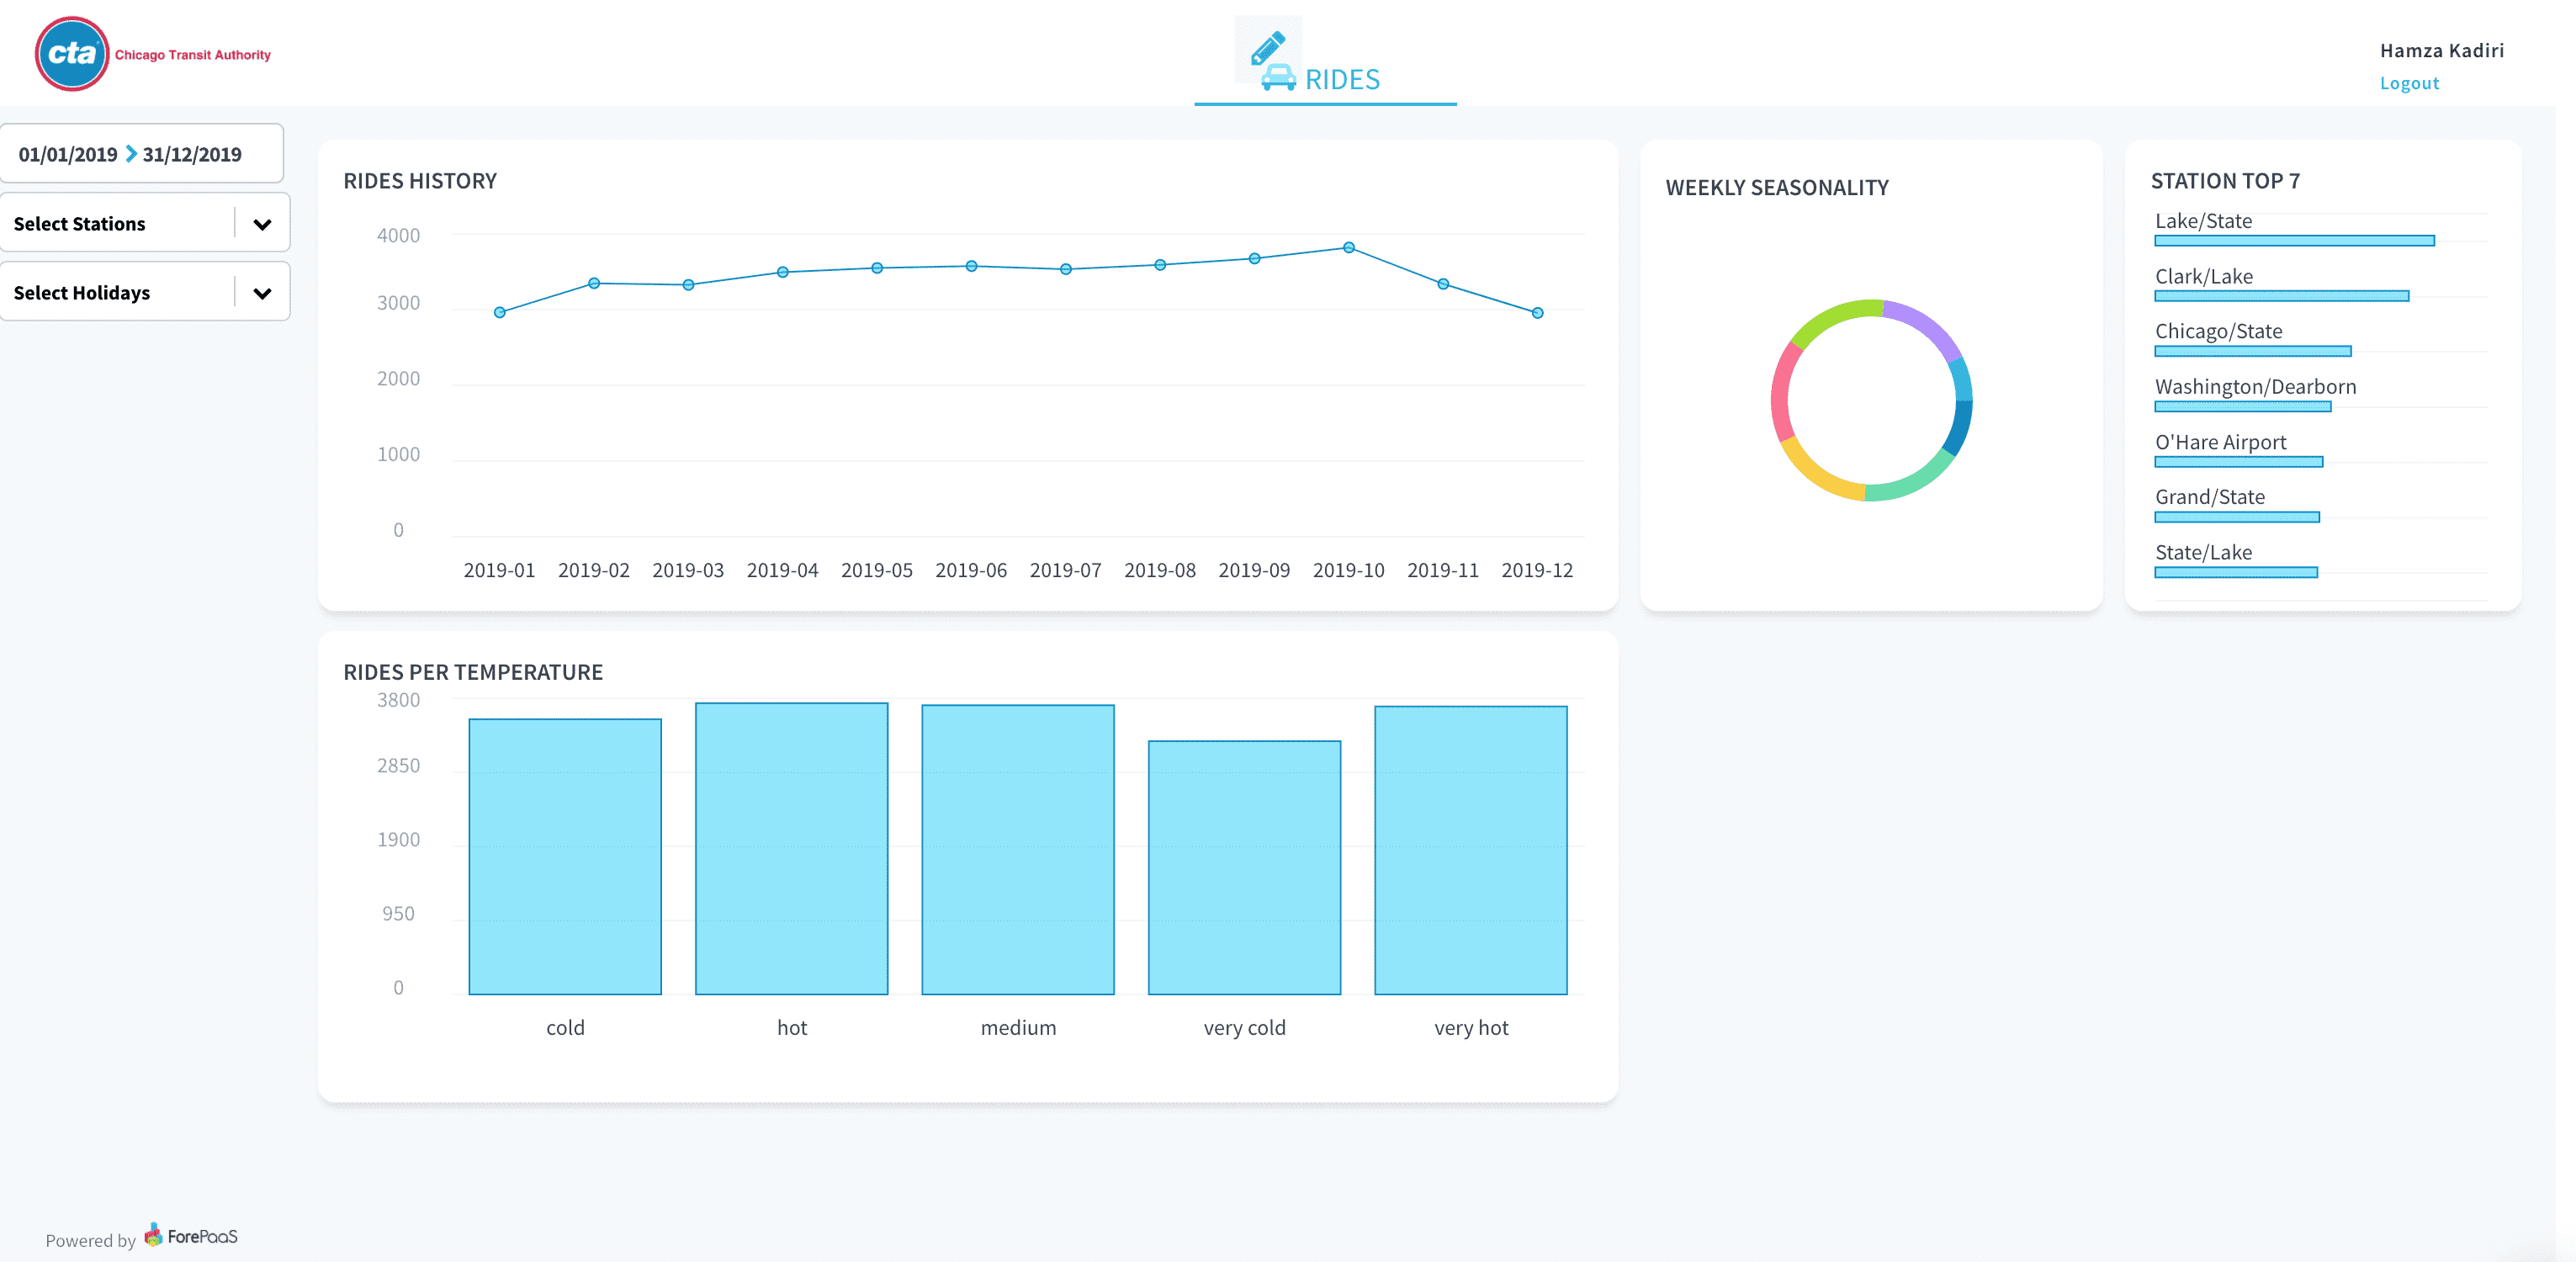 cta
Chicago Transit Authority
RIDES
Hamza Kadiri
Logout
01/01/2019 31/12/2019
Select Stations
Select Holidays
RIDES HISTORY
4000
3000
2000
1000
0
2019-01 2019-02 2019-03 2019-04 2019-05 2019-06 2019-07 2019-08 2019-09 2019-10 2019-11 2019-12
WEEKLY SEASONALITY
STATION TOP 7
Lake/State
Clark/Lake
Chicago/State
Washington/Dearborn
O'Hare Airport
Grand/State
State/Lake
RIDES PER TEMPERATURE
3800
2850
1900
950
0
cold hot medium very cold very hot
Powered by ForePaaS